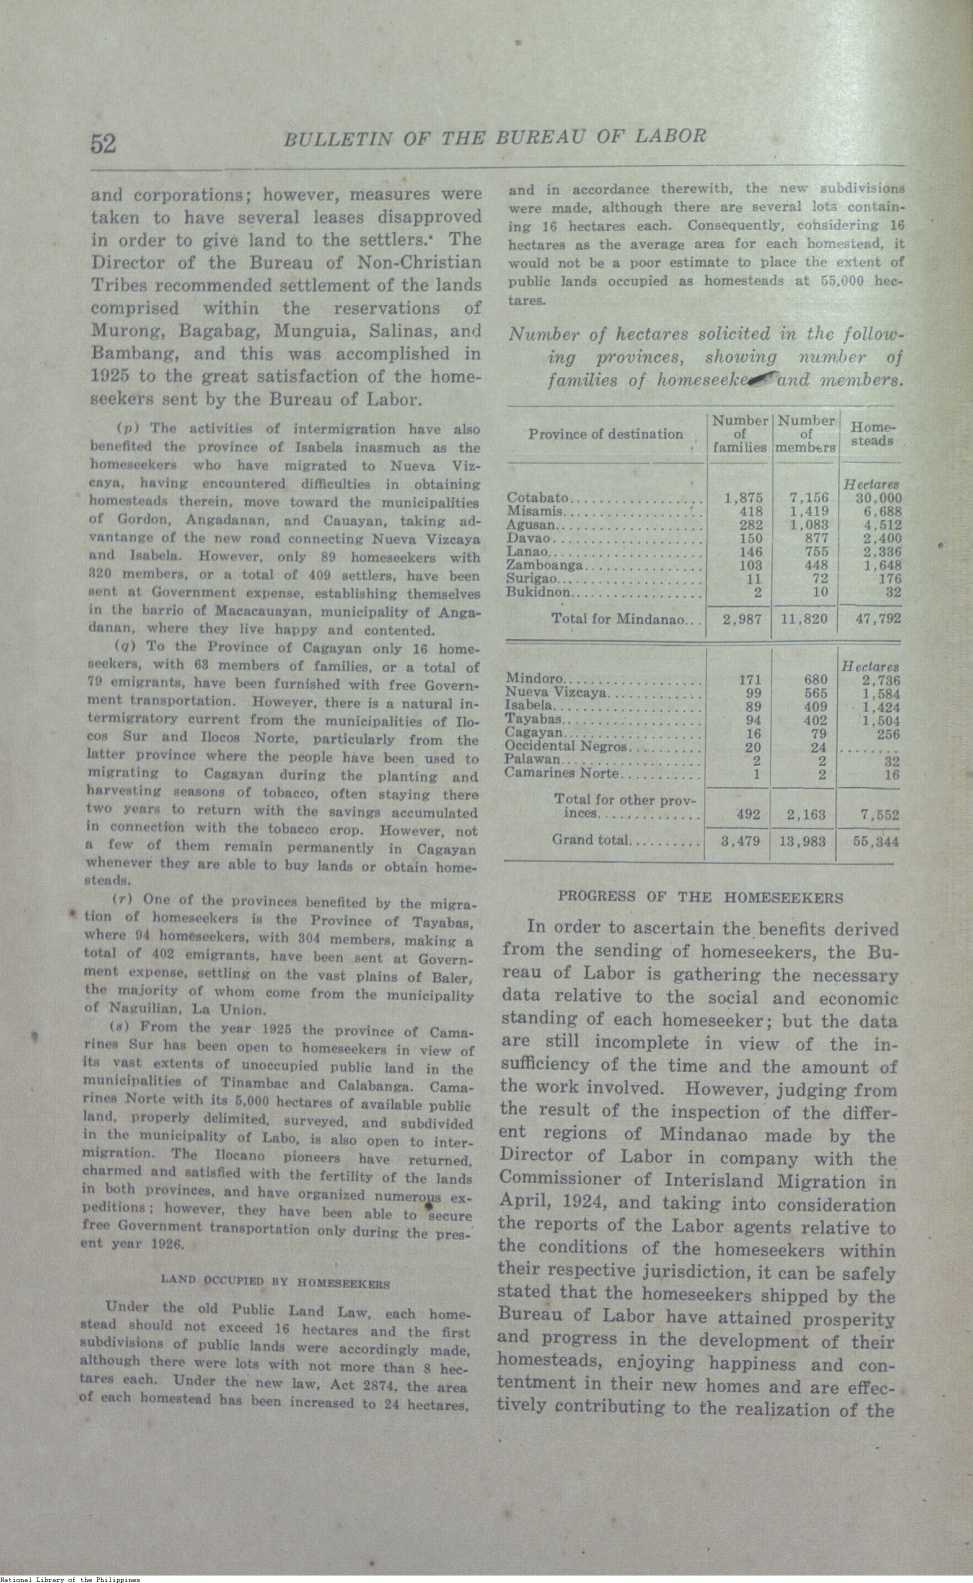 52
BULLETIN OF THE BUREAU OF LABOR
and corporations; however, measures were
taken to have several leases disapproved
in order to give land to the settlers. The
Director of the Bureau of Non-Christian
Tribes recommended settlement of the lands
comprised within the reservations of
Murong, Bagabag, Munguia, Salinas, and
Bambang, and this was accomplished in
1925 to the great satisfaction of the home-
seekers sent by the Bureau of Labor.
(p) The activities of intermigration have also
benefited the province of Isabela inasmuch as the
homeseekers who have migrated to Nueva Viz-
caya, having encountered difficulties in obtaining
homesteads therein, move toward the municipalities
of Gordon, Angadanan, and Cauayan, taking ad-
vantange of the new road connecting Nueva Vizcaya
and Isabela. However, only 89 homeseekers with
320 members, or a total of 409 settlers, have been
sent at Government expense, establishing themselves
in the barrio of Macacauayan, municipality of Anga-
danan, where they live happy and contented.
(q) To the Province of Cagayan only 16 home-
seekers, with 63 members of families, or a total of
79 emigrants, have been furnished with free Govern-
ment transportation. However, there is a natural in-
termigratory current from the municipalities of Ilo-
cos Sur and Ilocos Norte, particularly from the
latter province where the people have been used to
migrating to Cagayan during the planting and
harvesting seasons of tobacco, often staying there
two years to return with the savings accumulated
in connection with the tobacco crop. However, not
a few of them remain permanently in Cagayan
whenever they are able to buy lands or obtain home-
steads.
(r) One of the provinces benefited by the migra-
tion of homeseekers is the Province of Tayabas,
where 94 homeseekers, with 304 members, making a
total of 402 emigrants, have been sent at Govern-
ment expense, settling on the vast plains of Baler,
the majority of whom come from the municipality
of Naguilian, La Union.
(s) From the year 1925 the province of Cama-
rines Sur has been open to homeseekers in view of
its vast extents of unoccupied public land in the
municipalities of Tinambac and Calabanga. Cama-
rines Norte with its 5,000 hectares of available public
land, properly delimited, surveyed, and subdivided
in the municipality of Labo, is also open to inter-
migration. The Ilocano pioneers have returned,
charmed and satisfied with the fertility of the lands
in both provinces, and have organized numerous ex-
peditions; however, they have been able to secure
free Government transportation only during the pres-
ent year 1926.
LAND OCCUPIED BY HOMESEEKERS
Under the old Public Land Law, each home-
stead should not exceed 16 hectares and the first
subdivisions of public lands were accordingly made,
although there were lots with not more than 8 hec-
tares each. Under the new law, Act 2874, the area
of each homestead has been increased to 24 hectares,
and in accordance therewith, the new subdivisions
were made, although there are several lots contain-
ing 16 hectares each. Consequently, considering 16
hectares as the average area for each homestead, it
would not be a poor estimate to place the extent of
public lands occupied as homesteads at 55,000 hec-
tares.
Number of hectares solicited in the follow-
ing provinces, showing number of
families of homeseeke and members.
Province of destination Number of families Number of members Home-steads
Hectares
Cotabato 1,875 7,156 30,000
Misamis 418 1,419 6,688
Agusan 282 1,083 4,512
Davao 150 877 2,400
Lanao 146 755 2,336
Zamboanga 103 448 1,648
Surigao 11 72 176
Bukidnon 2 10 32
Total for Mindanao 2,987 11,820 47,792
Hectares
Mindoro 171 680 2,736
Nueva Vizcaya 99 565 1,584
Isabela 89 409 1,424
Tayabas 94 402 1,504
Cagayan 16 79 256
Occidental Negros 20 24 ........
Palawan 2 2 32
Camarines Norte 1 2 16
Total for other prov-
inces 492 2,163 7,552
Grand total 3,479 13,983 55,344
PROGRESS OF THE HOMESEEKERS
In order to ascertain the benefits derived
from the sending of homeseekers, the Bu-
reau of Labor is gathering the necessary
data relative to the social and economic
standing of each homeseeker; but the data
are still incomplete in view of the in-
sufficiency of the time and the amount of
the work involved. However, judging from
the result of the inspection of the differ-
ent regions of Mindanao made by the
Director of Labor in company with the
Commissioner of Interisland Migration in
April, 1924, and taking into consideration
the reports of the Labor agents relative to
the conditions of the homeseekers within
their respective jurisdiction, it can be safely
stated that the homeseekers shipped by the
Bureau of Labor have attained prosperity
and progress in the development of their
homesteads, enjoying happiness and con-
tentment in their new homes and are effec-
tively contributing to the realization of the
National Library of the Philippines